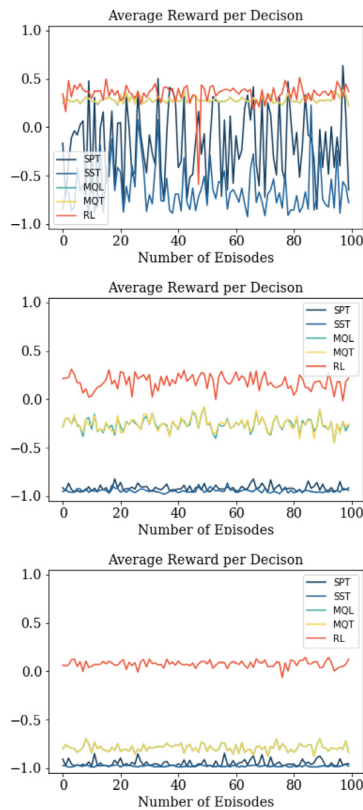 Average Reward per Decison
1.0
0.5
0.0
−0.5
−1.0
SPT
SST
MQL
MQT
RL
0 20 40 60 80 100
Number of Episodes
Average Reward per Decison
1.0
0.5
0.0
−0.5
−1.0
SPT
SST
MQL
MQT
RL
0 20 40 60 80 100
Number of Episodes
Average Reward per Decison
1.0
0.5
0.0
−0.5
−1.0
SPT
SST
MQL
MQT
RL
0 20 40 60 80 100
Number of Episodes